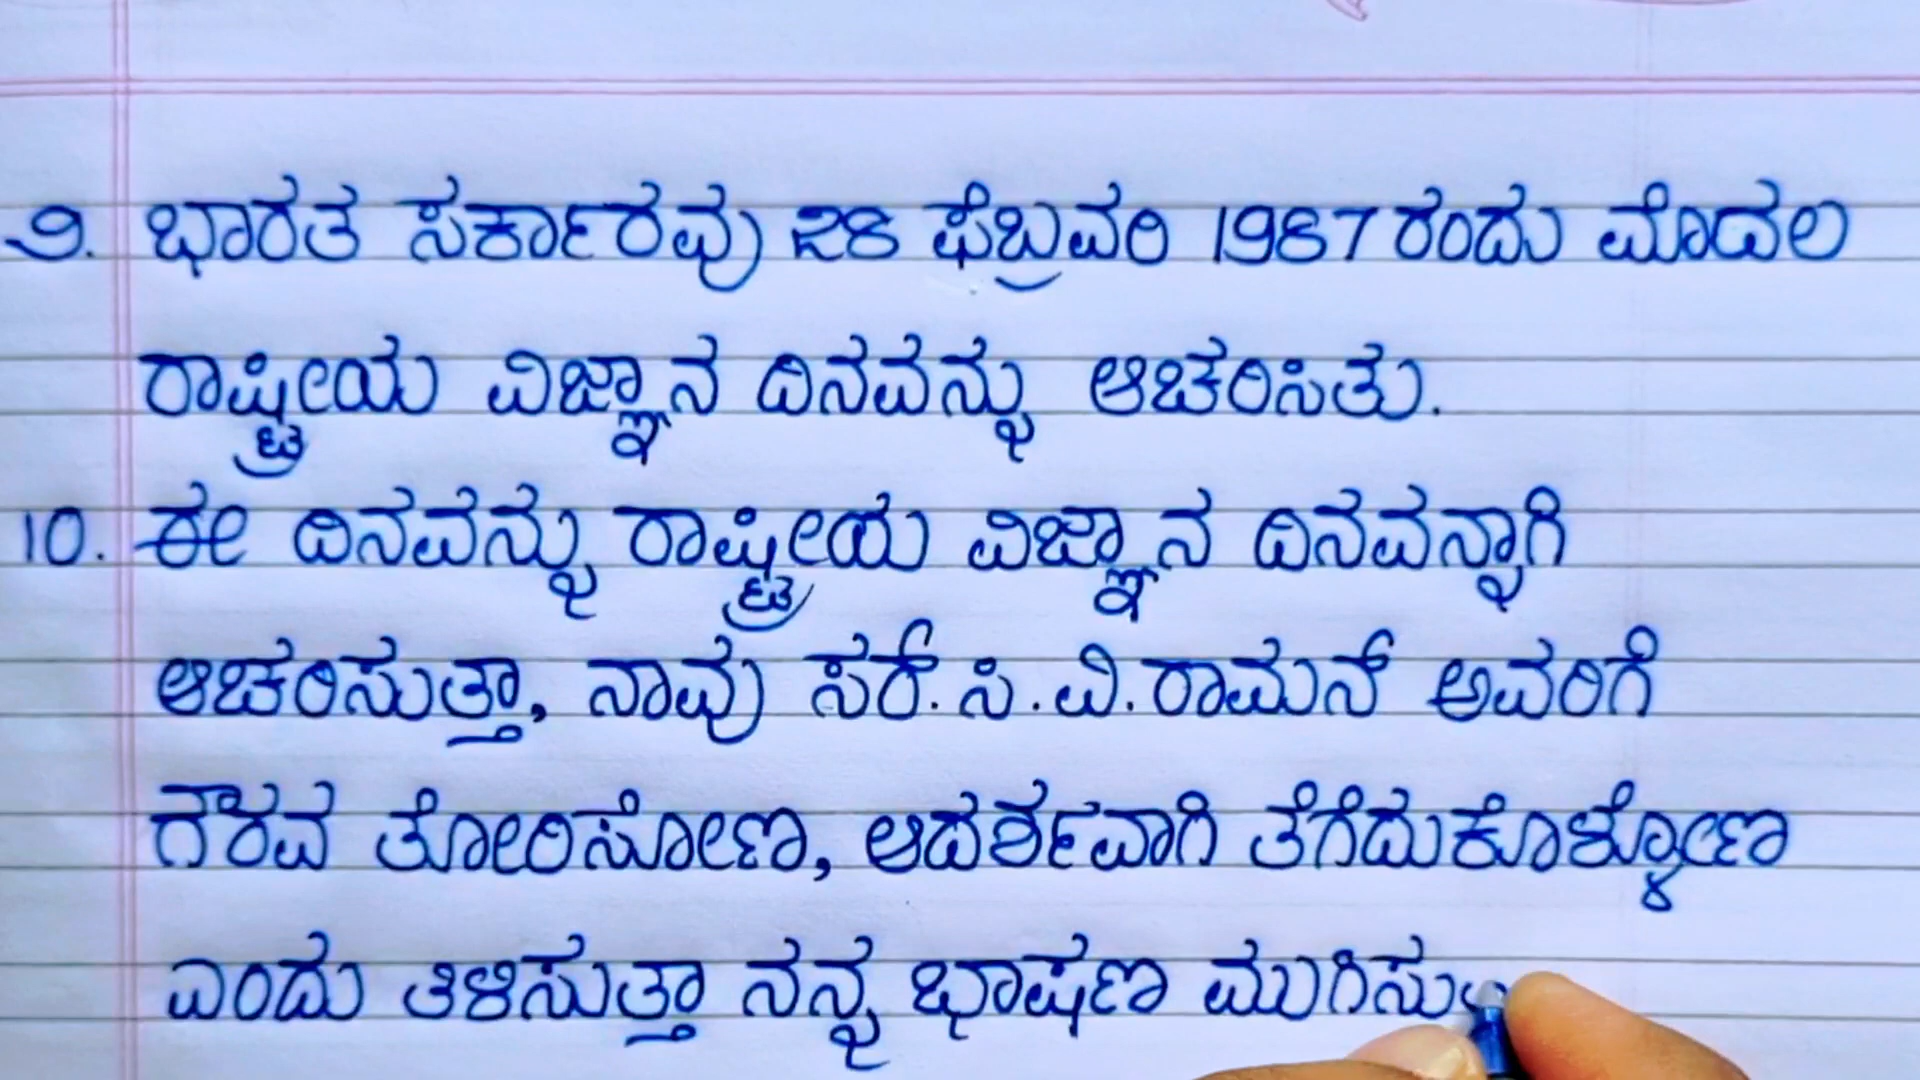 9. ಭಾರತ ಸರ್ಕಾರವು 28 ಫೆಬ್ರವರಿ 1987 ರಂದು ಮೊದಲ
ರಾಷ್ಟ್ರೀಯ ವಿಜ್ಞಾನ ದಿನವನ್ನು ಆಚರಿಸಿತು.
10. ಈ ದಿನವನ್ನು ರಾಷ್ಟ್ರೀಯ ವಿಜ್ಞಾನ ದಿನವನ್ನಾಗಿ
ಆಚರಿಸುತ್ತಾ, ನಾವು ಸರ್. ಸಿ. ವಿ. ರಾಮನ್ ಅವರಿಗೆ
ಗೌರವ ತೋರಿಸೋಣ, ಆದರ್ಶವಾಗಿ ತೆಗೆದುಕೊಳ್ಳೋಣ
ಎಂದು ತಿಳಿಸುತ್ತಾ ನನ್ನ ಭಾಷಣ